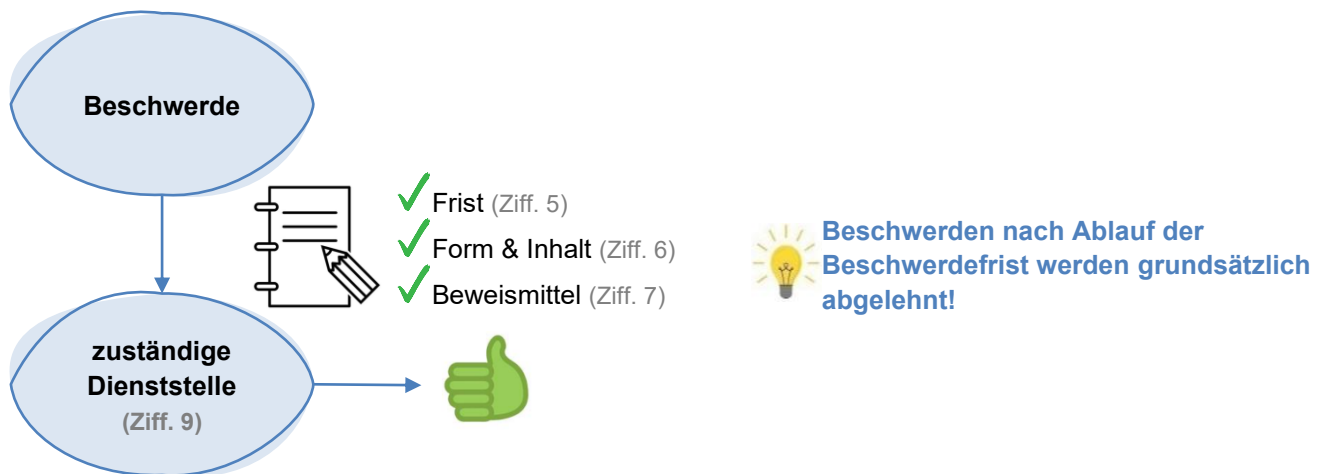 Beschwerde
Frist (Ziff. 5)
Form & Inhalt (Ziff. 6)
Beweismittel (Ziff. 7)
Beschwerden nach Ablauf der
Beschwerdefrist werden grundsätzlich
abgelehnt!
zuständige
Dienststelle
(Ziff. 9)